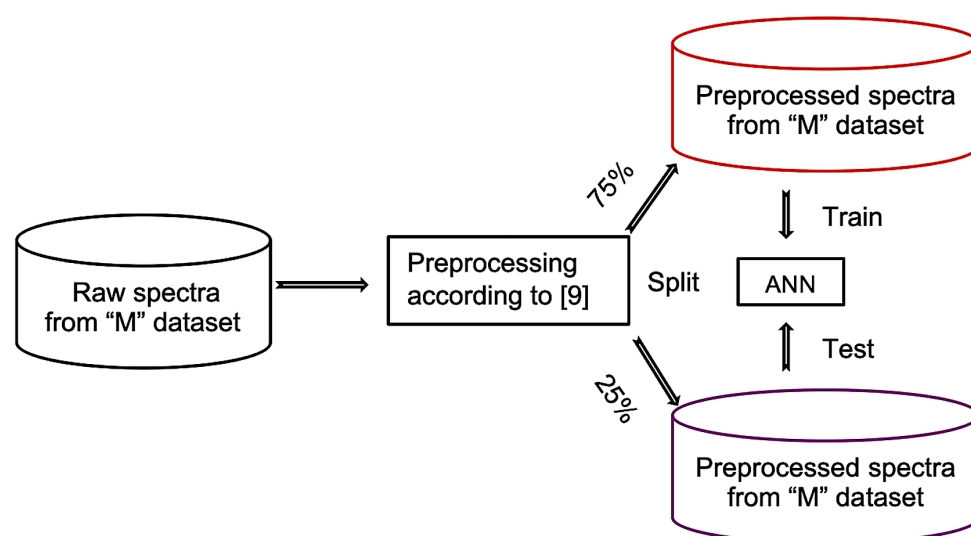 Raw spectra
from “M” dataset
Preprocessing
according to [9]
75%
Split
25%
Preprocessed spectra
from “M” dataset
Train
ANN
Test
Preprocessed spectra
from “M” dataset